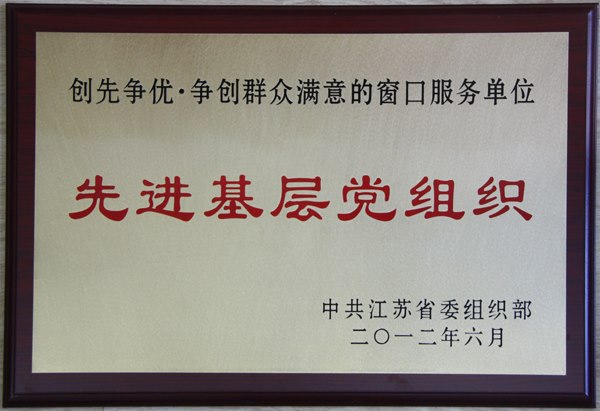 创先争优·争创群众满意的窗口服务单位
先进基层党组织
中共江苏省委组织部
二〇一二年六月